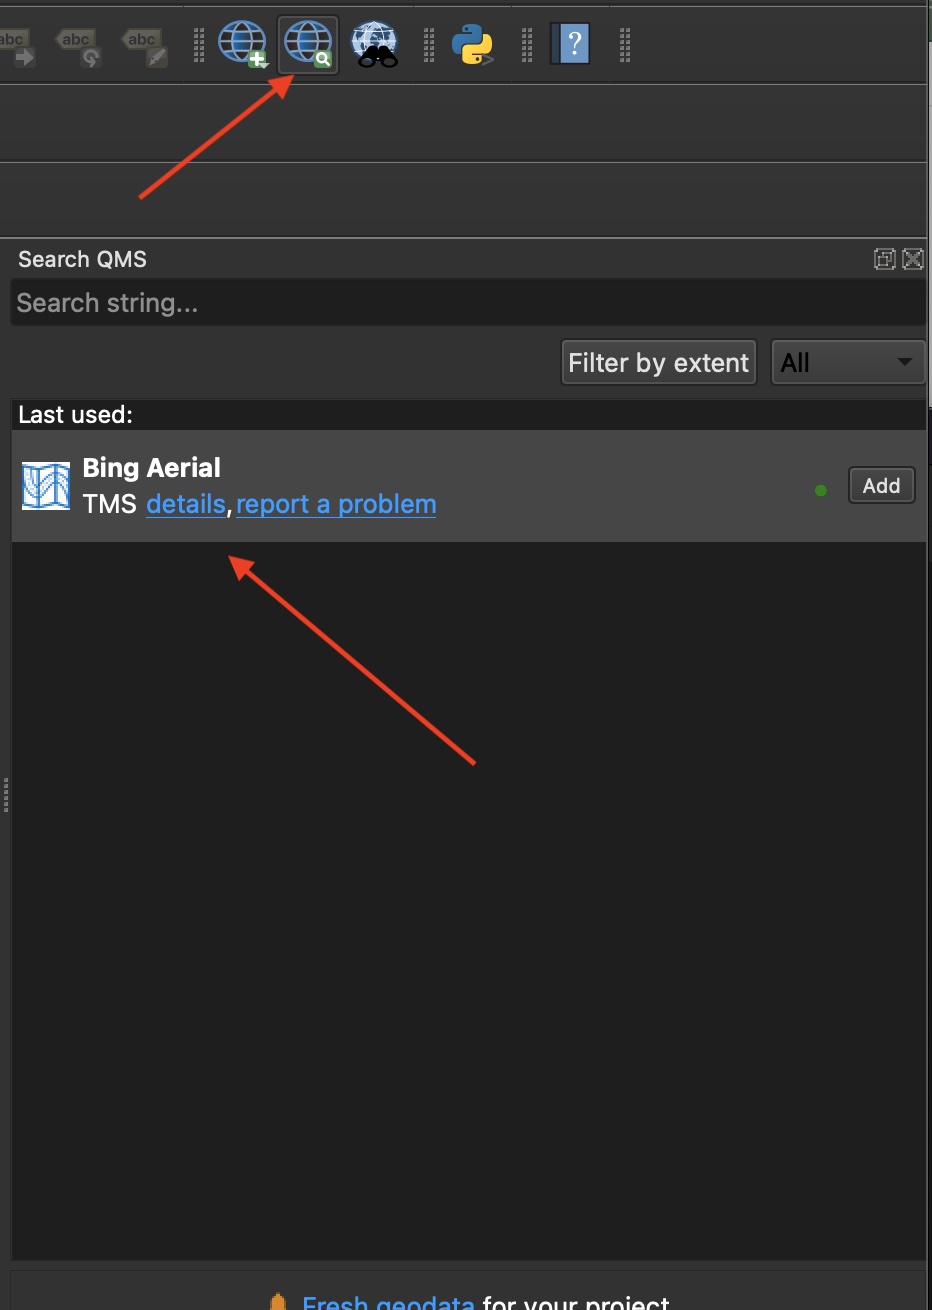 abc abc abc ?
Search QMS
Search string...
Filter by extent All
Last used:
Bing Aerial
TMS details, report a problem
Add
Fresh geodata for your project